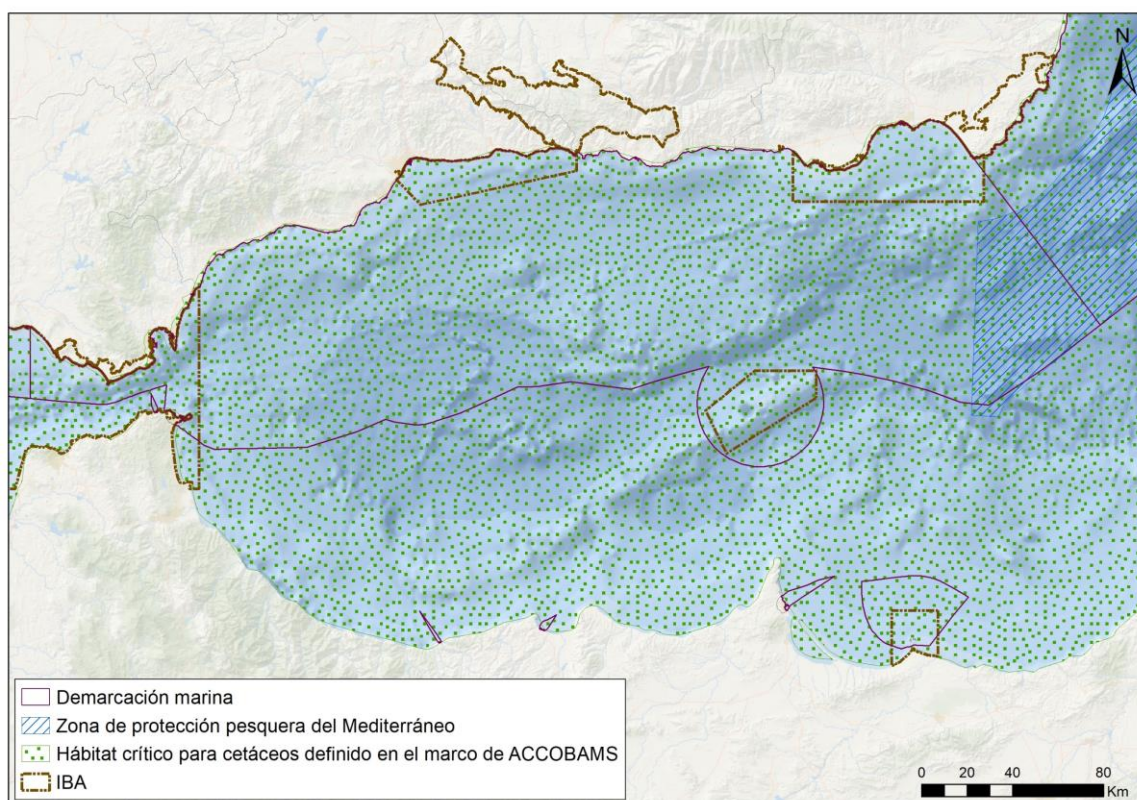 N
Demarcación marina
Zona de protección pesquera del Mediterráneo
Hábitat crítico para cetáceos definido en el marco de ACCOBAMS
IBA
0 20 40 80
Km